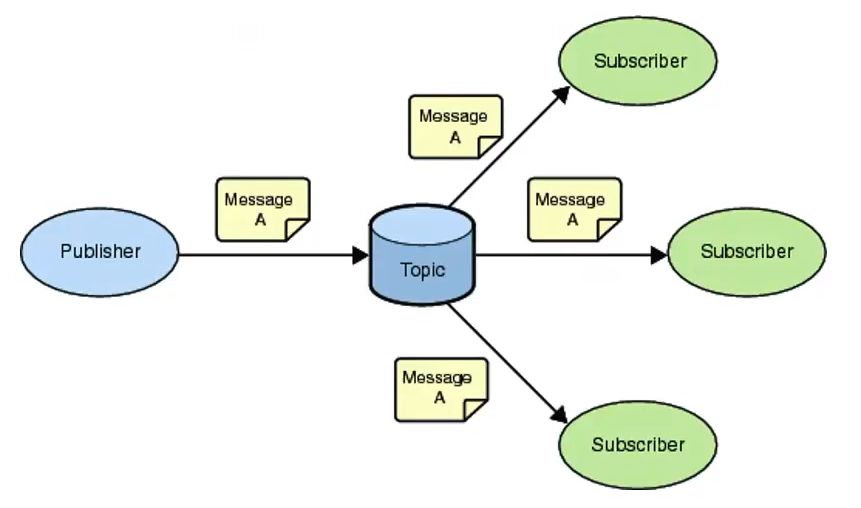 Subscriber
Message
A
Message
A
Message
A
Publisher
Topic
Subscriber
Message
A
Subscriber